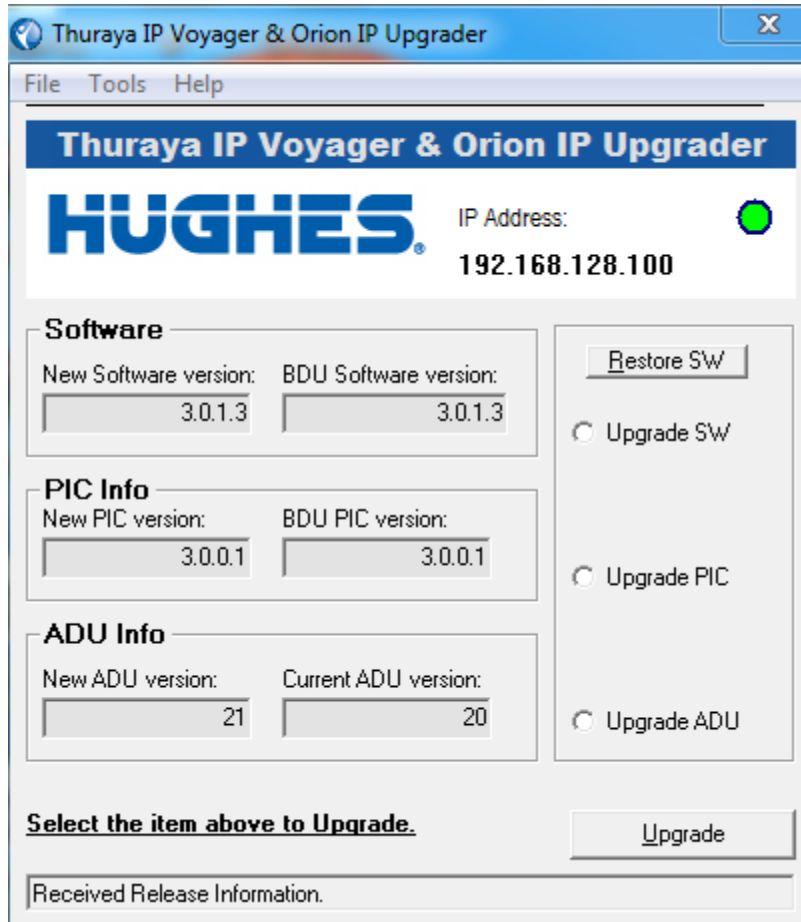 Thuraya IP Voyager & Orion IP Upgrader
File Tools Help
Thuraya IP Voyager & Orion IP Upgrader
HUGHES®
IP Address:
192.168.128.100
Software
New Software version: BDU Software version:
3.0.1.3 3.0.1.3
Restore SW
Upgrade SW
PIC Info
New PIC version: BDU PIC version:
3.0.0.1 3.0.0.1
Upgrade PIC
ADU Info
New ADU version: Current ADU version:
21 20
Upgrade ADU
Select the item above to Upgrade.
Upgrade
Received Release Information.